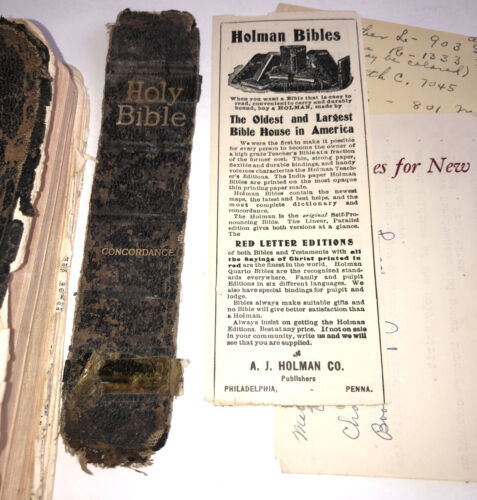 Holy
Bible
CONCORDANCE
Holman Bibles
When you want a Bible that is easy to
read, convenient to carry and durably
bound, buy a HOLMAN, made by
The Oldest and Largest
Bible House in America
We were the first to make it possible
for every person to become the owner of
a high grade Teacher's Bible at a fraction
of the former cost. Thin, strong paper,
flexible and durable bindings, and handy
volumes characterize the Holman Teach-
er's Editions. The India paper Holman
Bibles are printed on the most opaque
thin printing paper made.
Holman Bibles contain the newest
maps, the latest and best helps, and the
most complete dictionary and
concordance.
The Holman is the original Self-Pro-
nouncing Bible. The Linear, Parallel
edition gives both versions at a glance.
The
RED LETTER EDITIONS
of both Bibles and Testaments with all
the Sayings of Christ printed in
red are the finest in the world. Holman
Quarto Bibles are the recognized stand-
ards everywhere. Family and pulpit
Editions in six different languages. We
also have special bindings for pulpit and
lodge.
Bibles always make suitable gifts and
no Bible will give better satisfaction than
a Holman.
Always insist on getting the Holman
Editions. Best at any price. If not on sale
in your community, write us and we will
see that you are supplied.
A. J. HOLMAN CO.
Publishers
PHILADELPHIA, - PENNA.
903
1333
be colored)
C. 7045
801
es for New